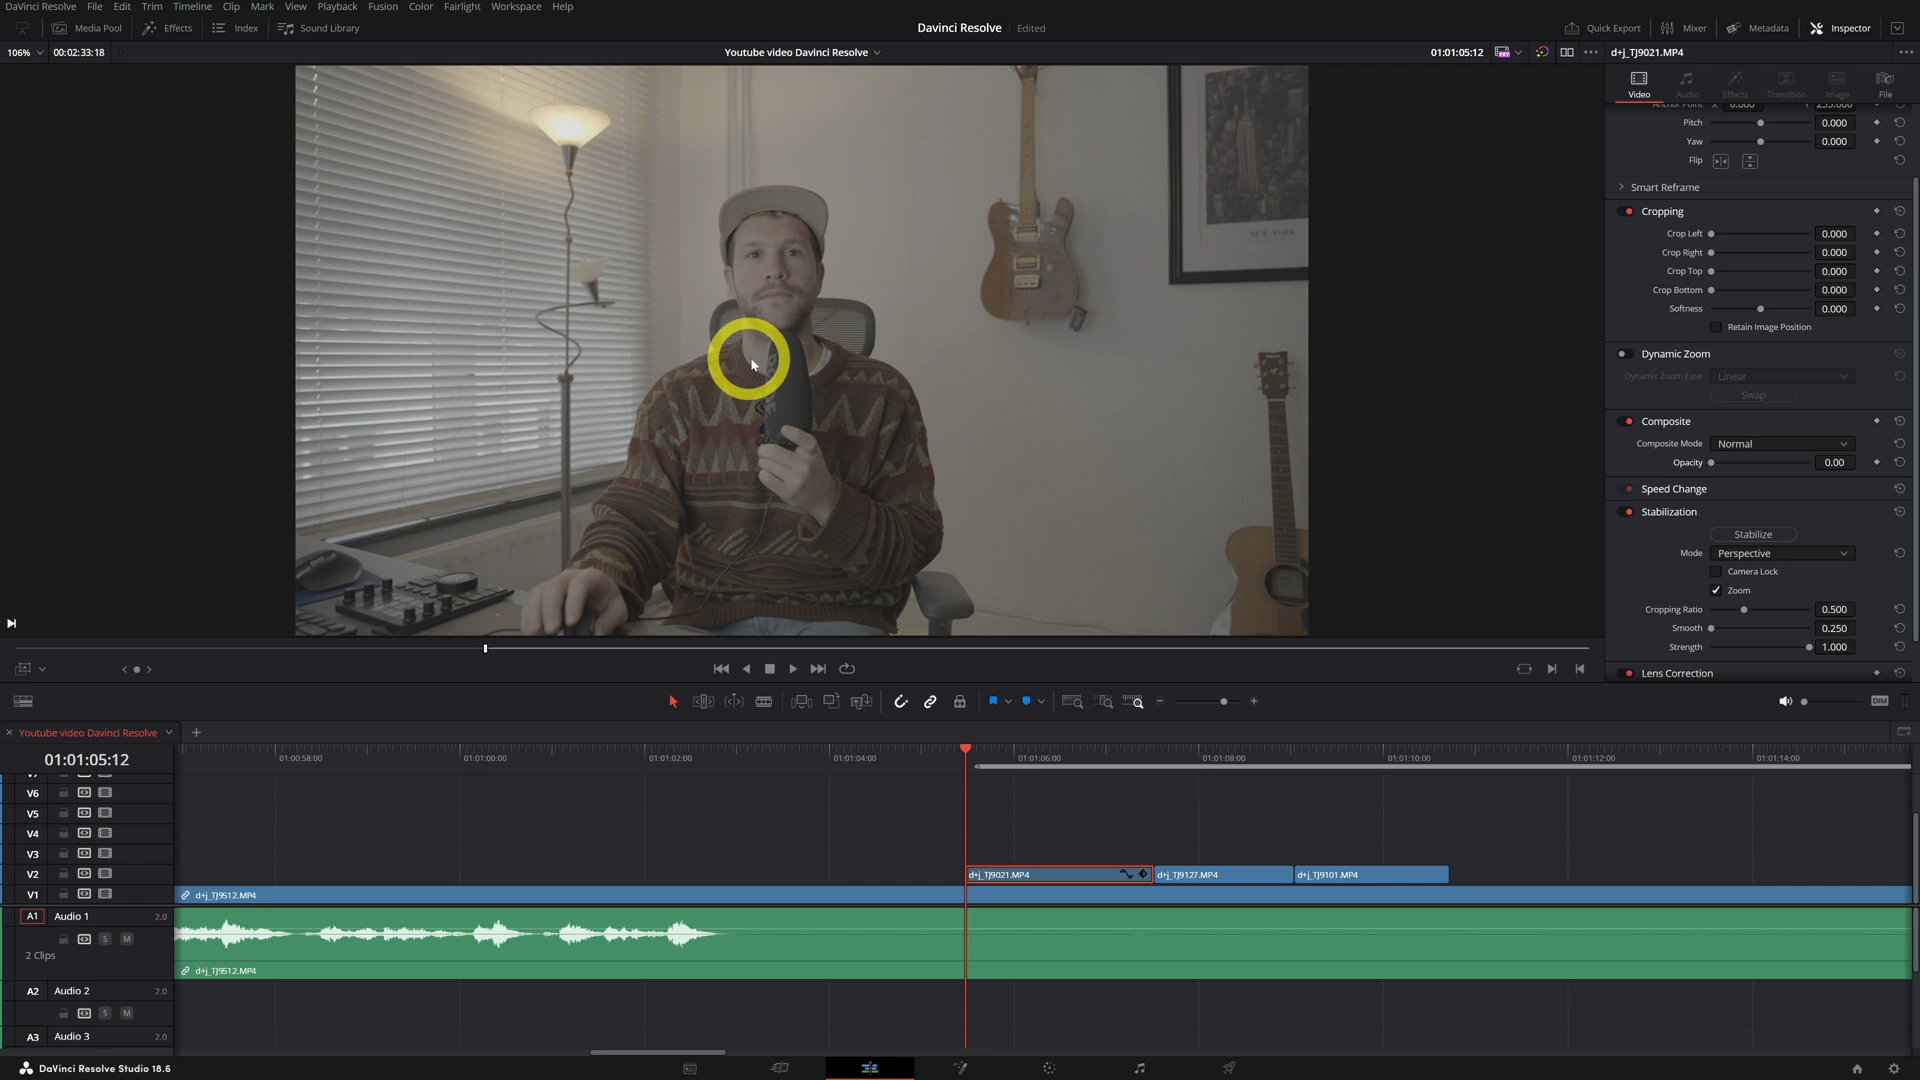 DaVinci Resolve File Edit Trim Timeline Clip Mark View Playback Fusion Color Fairlight Workspace Help
Media Pool Effects Index Sound Library Davinci Resolve Edited Quick Export Mixer Metadata Inspector
106% 00:02:33:18 Youtube video Davinci Resolve 01:01:05:12 d+j_TJ9021.MP4
Video Audio Effects Transition Image File
Anchor Point X 0.000 Y 255.000
Pitch 0.000
Yaw 0.000
Flip
Smart Reframe
Cropping
Crop Left 0.000
Crop Right 0.000
Crop Top 0.000
Crop Bottom 0.000
Softness 0.000
Retain Image Position
Dynamic Zoom
Dynamic Zoom Ease Linear
Swap
Composite
Composite Mode Normal
Opacity 0.00
Speed Change
Stabilization
Stabilize
Mode Perspective
Camera Lock
Zoom
Cropping Ratio 0.500
Smooth 0.250
Strength 1.000
Lens Correction
NEW YORK
DIM
Youtube video Davinci Resolve
01:01:05:12
01:00:58:00 01:01:00:00 01:01:02:00 01:01:04:00 01:01:06:00 01:01:08:00 01:01:10:00 01:01:12:00 01:01:14:00
V6
V5
V4
V3
V2 d+j_TJ9021.MP4 d+j_TJ9127.MP4 d+j_TJ9101.MP4
V1 d+j_TJ9512.MP4
A1 Audio 1 2.0
S M
2 Clips
d+j_TJ9512.MP4
A2 Audio 2 2.0
S M
A3 Audio 3 2.0
DaVinci Resolve Studio 18.6